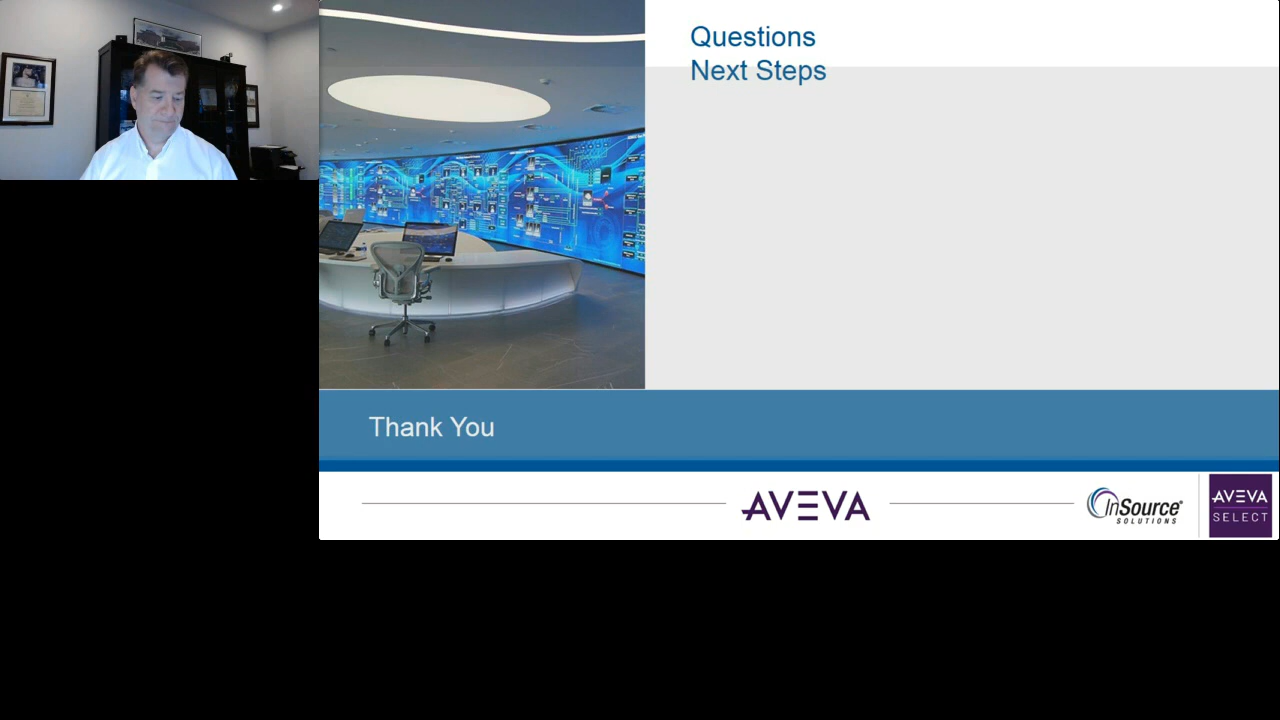 Questions
Next Steps
Thank You
AVEVA
InSource®
SOLUTIONS
AVEVA
SELECT